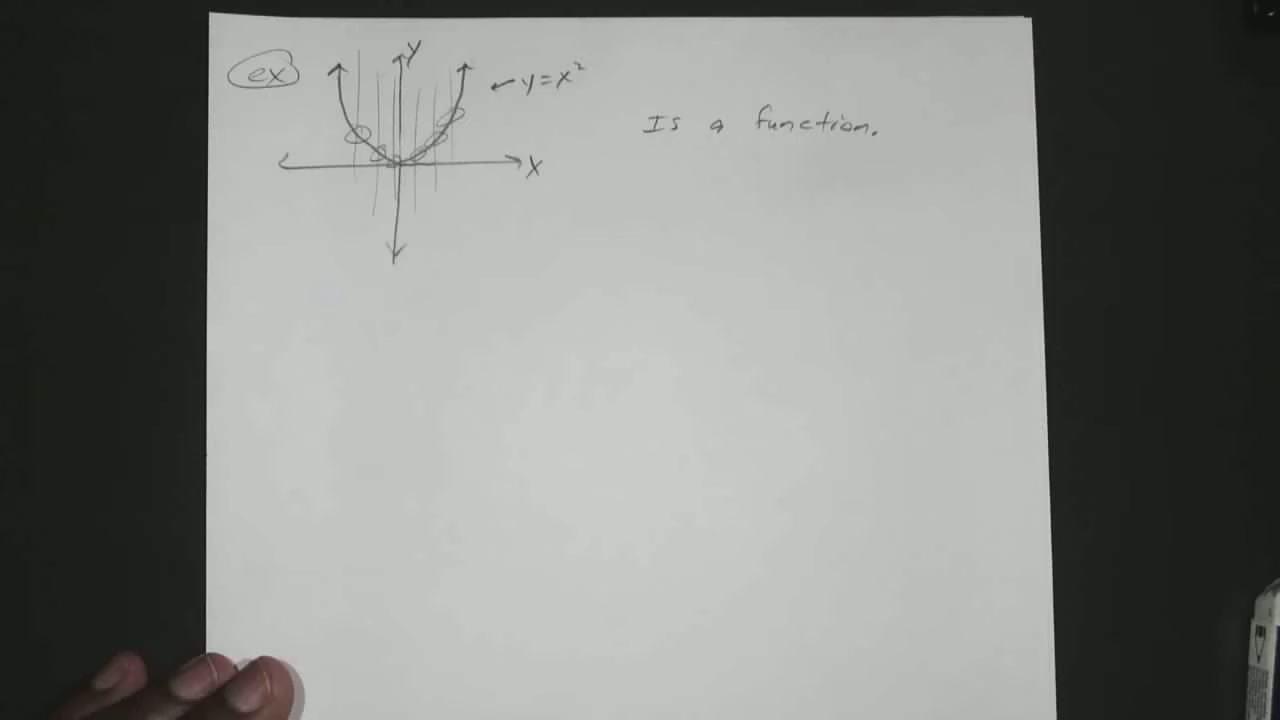 ex
y
y=x²
x
Is a function.